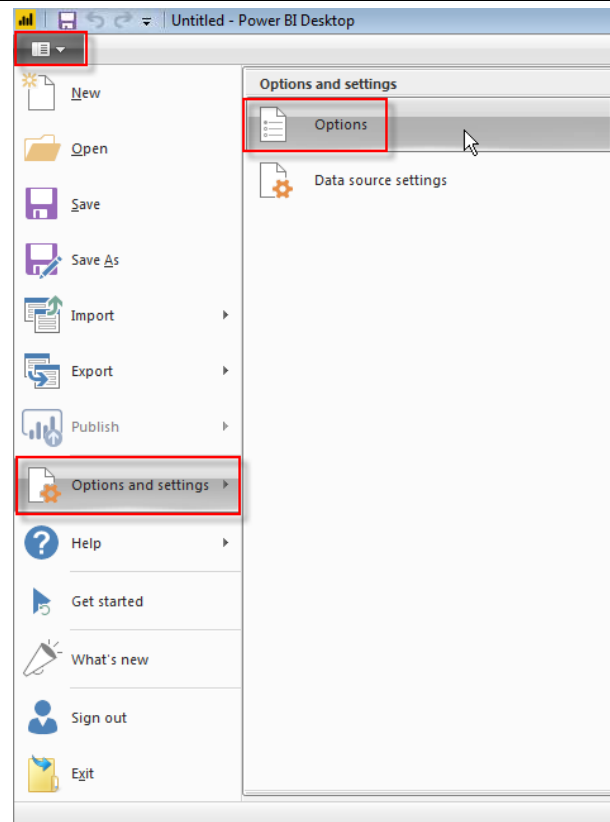 Untitled - Power BI Desktop
New
Open
Save
Save As
Import
Export
Publish
Options and settings
Help
Get started
What's new
Sign out
Exit
Options and settings
Options
Data source settings